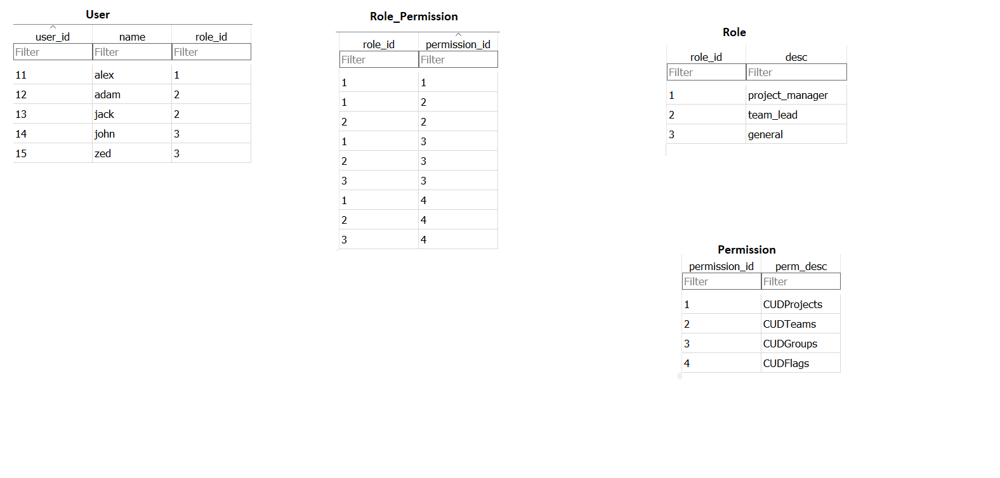 User
user_id name role_id
Filter Filter Filter
11 alex 1
12 adam 2
13 jack 2
14 john 3
15 zed 3
Role_Permission
role_id permission_id
Filter Filter
1 1
1 2
2 2
1 3
2 3
3 3
1 4
2 4
3 4
Role
role_id desc
Filter Filter
1 project_manager
2 team_lead
3 general
Permission
permission_id perm_desc
Filter Filter
1 CUDProjects
2 CUDTeams
3 CUDGroups
4 CUDFlags